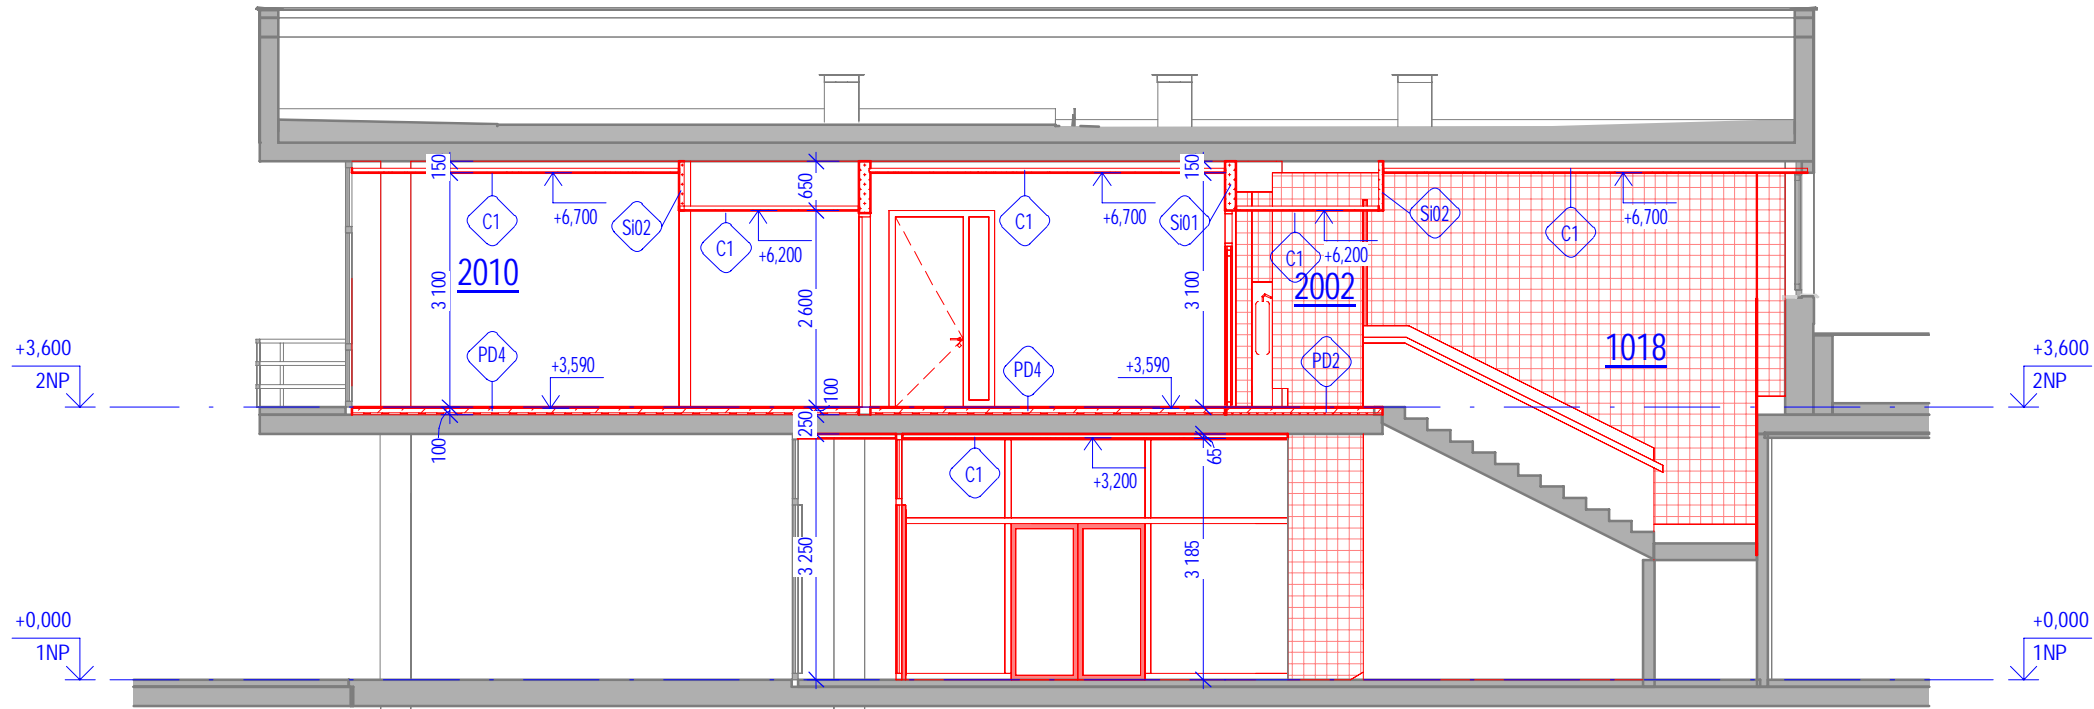 150
650
150
+6,700
+6,700
+6,700
C1
Si02
C1
Si01
Si02
C1
C1
+6,200
C1
+6,200
2010
2002
3 100
2 600
3 100
1018
+3,600
2NP
PD4
+3,590
PD4
+3,590
PD2
+3,600
2NP
100
250
100
65
C1
+3,200
3 250
3 185
+0,000
1NP
+0,000
1NP